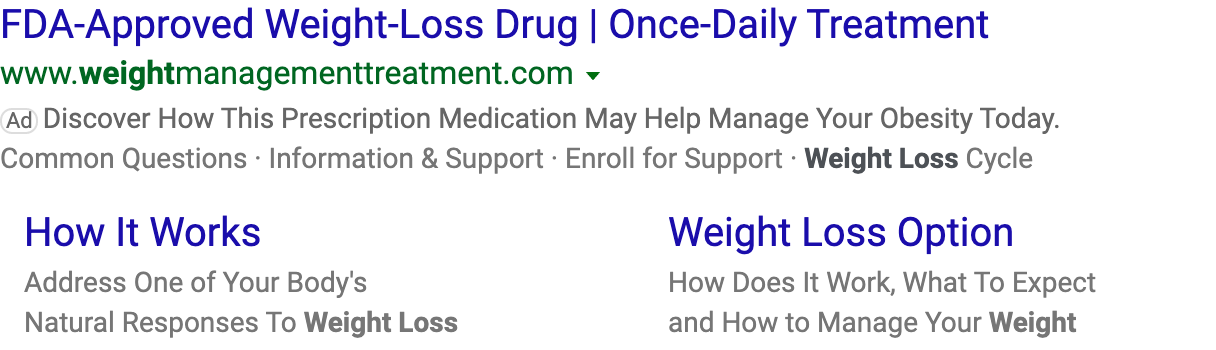 FDA-Approved Weight-Loss Drug | Once-Daily Treatment
www.weightmanagementtreatment.com
Ad Discover How This Prescription Medication May Help Manage Your Obesity Today.
Common Questions · Information & Support · Enroll for Support · Weight Loss Cycle
How It Works
Address One of Your Body's
Natural Responses To Weight Loss
Weight Loss Option
How Does It Work, What To Expect
and How to Manage Your Weight